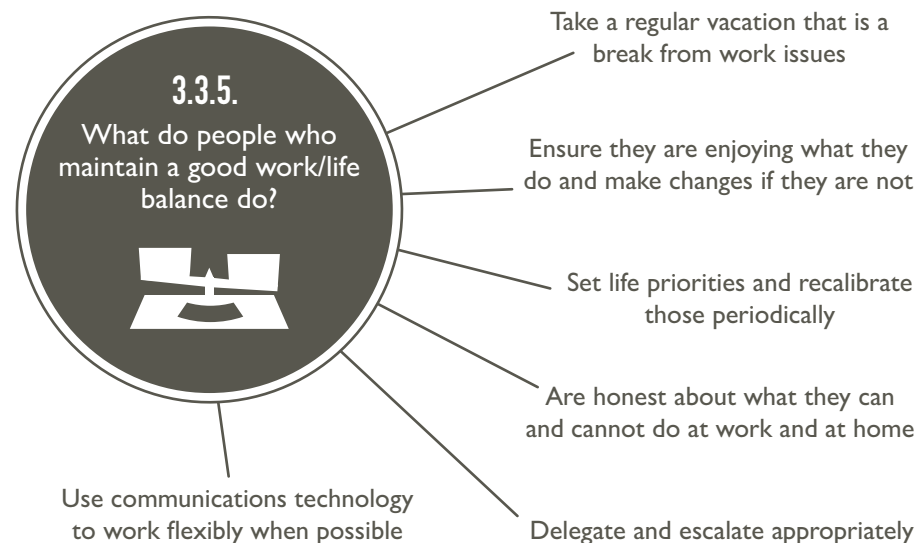 3.3.5.
What do people who
maintain a good work/life
balance do?
Take a regular vacation that is a
break from work issues
Ensure they are enjoying what they
do and make changes if they are not
Set life priorities and recalibrate
those periodically
Are honest about what they can
and cannot do at work and at home
Delegate and escalate appropriately
Use communications technology
to work flexibly when possible